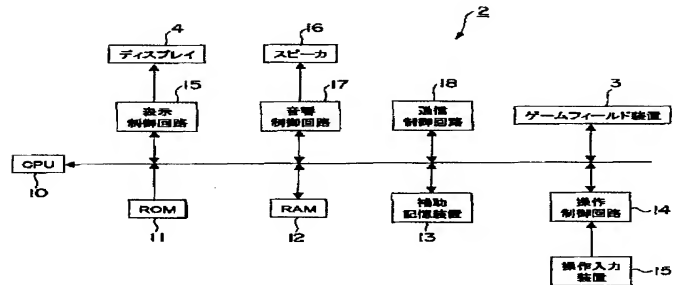 2
4
ディスプレイ
16
スピーカ
15
表示
制御回路
17
音響
制御回路
18
通信
制御回路
3
ゲームフィールド装置
CPU
10
ROM
11
RAM
12
補助
記憶装置
13
操作
制御回路
14
操作入力
装置
15